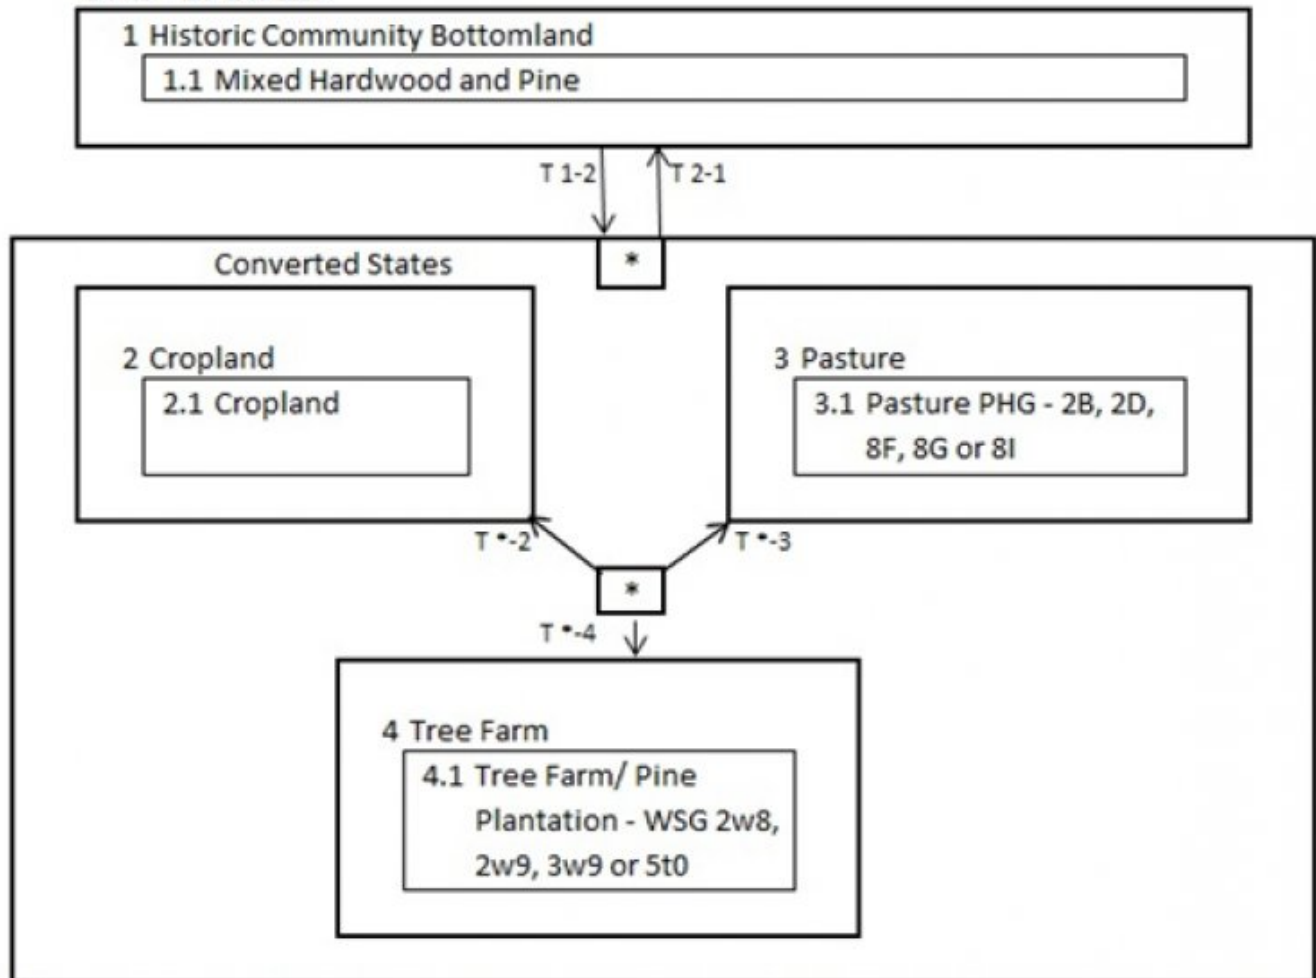 1 Historic Community Bottomland
1.1 Mixed Hardwood and Pine
T 1-2
T 2-1
*
Converted States
2 Cropland
2.1 Cropland
3 Pasture
3.1 Pasture PHG - 2B, 2D,
8F, 8G or 8I
T *-2
T *-3
*
T *-4
4 Tree Farm
4.1 Tree Farm/ Pine
Plantation - WSG 2w8,
2w9, 3w9 or 5t0